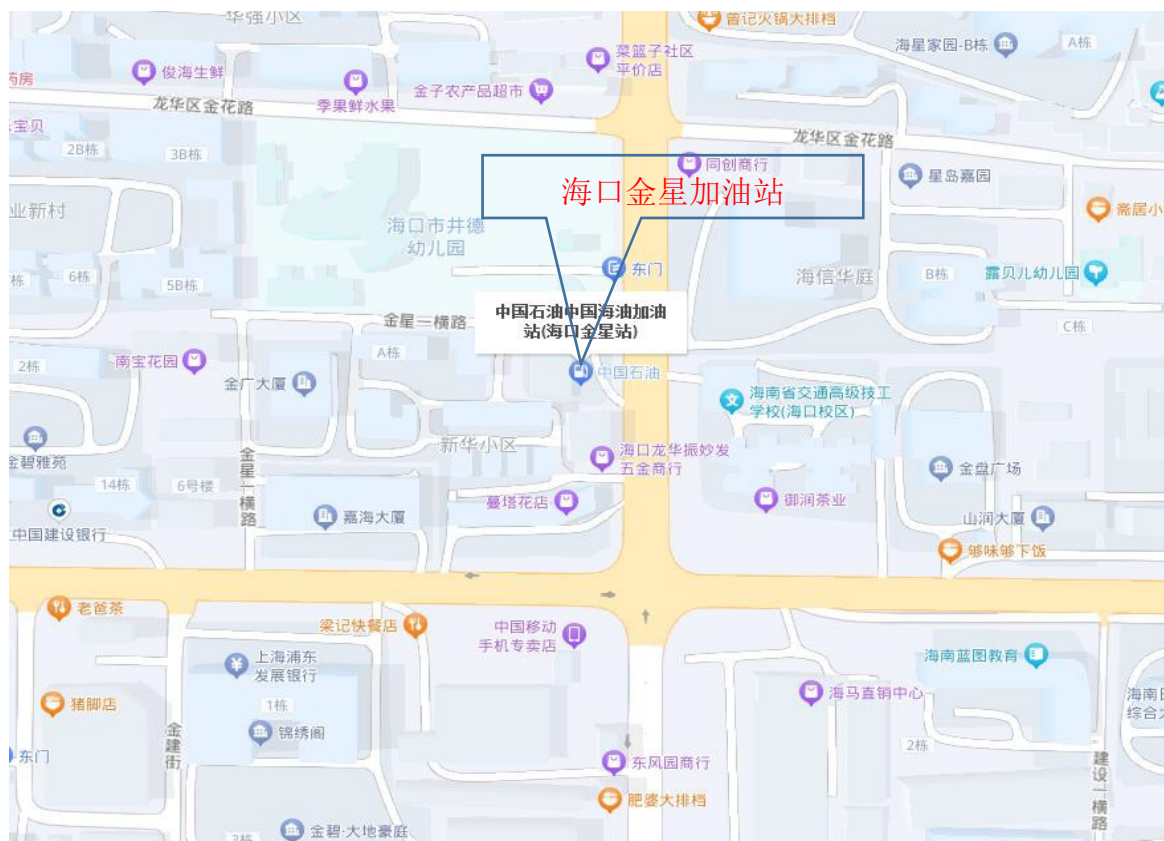 华强小区
曾记火锅大排档
海星家园-B栋
A栋
菜篮子社区
平价店
药房
俊海生鲜
季果鲜水果
金子农产品超市
龙华区金花路
宝贝
2B栋
3B栋
龙华区金花路
同创商行
星岛嘉园
海口金星加油站
业新村
斋居小
海口市井德
幼儿园
东门
6栋
5B栋
海信华庭
B栋
露贝儿幼儿园
中国石油中国海油加油
站(海口金星站)
金星一横路
C栋
2栋
南宝花园
A栋
金广大厦
中国石油
海南省交通高级技工
学校(海口校区)
新华小区
金碧雅苑
金星一横路
海口龙华振妙发
五金商行
金盘广场
14栋
6号楼
蔓塔花店
御润茶业
中国建设银行
嘉海大厦
山润大厦
够味够下饭
老爸茶
梁记快餐店
中国移动
手机专卖店
上海浦东
发展银行
海南蓝图教育
猪脚店
1栋
海马直销中心
锦绣阁
金建街
2栋
东门
东风园商行
建设一横路
肥婆大排档
金碧·大地豪庭